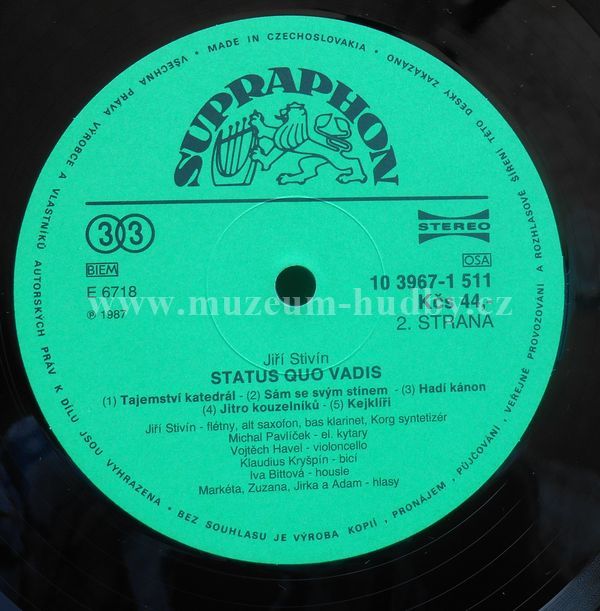 VŠECHNA PRÁVA VÝROBCE A VLASTNÍKŮ AUTORSKÝCH PRÁV K DÍLU JSOU VYHRAZENA • BEZ SOUHLASU JE VÝROBA KOPIÍ, PRONÁJEM, PŮJČOVÁNÍ, VEŘEJNÉ PROVOZOVÁNÍ A ROZHLASOVÉ ŠÍŘENÍ TÉTO DESKY ZAKÁZÁNO • MADE IN CZECHOSLOVAKIA •
SUPRAPHON
33
STEREO
BIEM
OSA
E 6718
10 3967-1 511
℗ 1987
Kčs 44,-
www.muzeum-hudby.cz
2. STRANA
Jiří Stivín
STATUS QUO VADIS
(1) Tajemství katedrál - (2) Sám se svým stínem - (3) Hadí kánon
(4) Jitro kouzelníků - (5) Kejklíři
Jiří Stivín - flétny, alt saxofon, bas klarinet, Korg syntetizér
Michal Pavlíček - el. kytary
Vojtěch Havel - violoncello
Klaudius Kryšpín - bicí
Iva Bittová - housle
Markéta, Zuzana, Jirka a Adam - hlasy